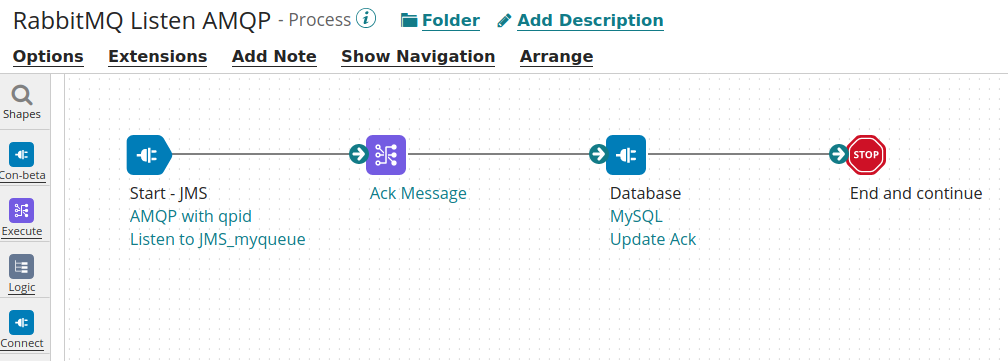 RabbitMQ Listen AMQP - Process i Folder Add Description
Options Extensions Add Note Show Navigation Arrange
Shapes
Con-beta
Execute
Logic
Connect
Start - JMS
AMQP with qpid
Listen to JMS_myqueue
Ack Message
Database
MySQL
Update Ack
STOP
End and continue